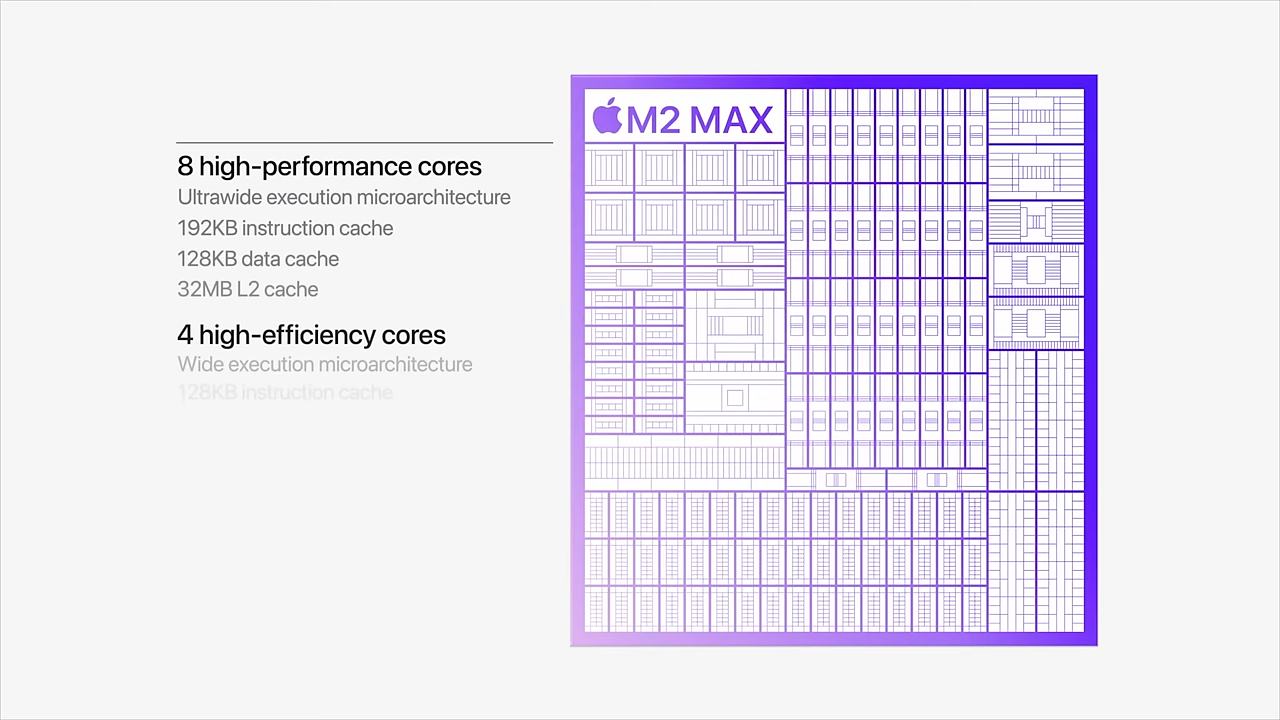 8 high-performance cores
Ultrawide execution microarchitecture
192KB instruction cache
128KB data cache
32MB L2 cache
4 high-efficiency cores
Wide execution microarchitecture
128KB instruction cache
M2 MAX